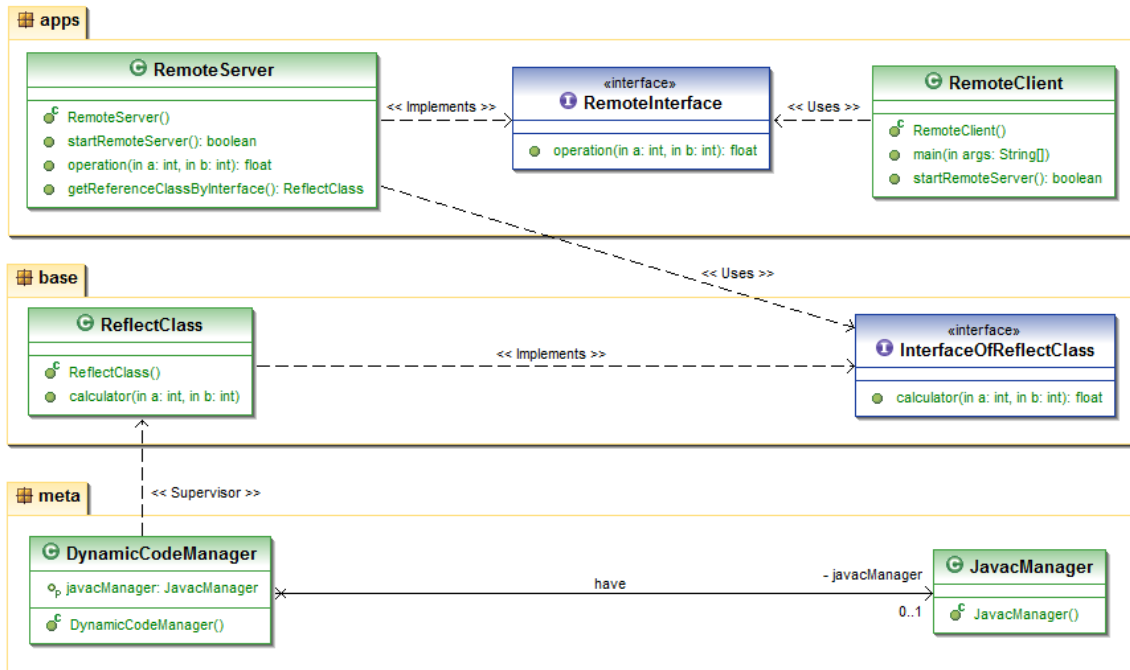 apps
RemoteServer
RemoteServer()
startRemoteServer(): boolean
operation(in a: int, in b: int): float
getReferenceClassByInterface(): ReflectClass
<< Implements >>
«interface»
RemoteInterface
operation(in a: int, in b: int): float
<< Uses >>
RemoteClient
RemoteClient()
main(in args: String[])
startRemoteServer(): boolean
<< Uses >>
base
ReflectClass
ReflectClass()
calculator(in a: int, in b: int)
<< Implements >>
«interface»
InterfaceOfReflectClass
calculator(in a: int, in b: int): float
<< Supervisor >>
meta
DynamicCodeManager
javacManager: JavacManager
DynamicCodeManager()
have
- javacManager
0..1
JavacManager
JavacManager()